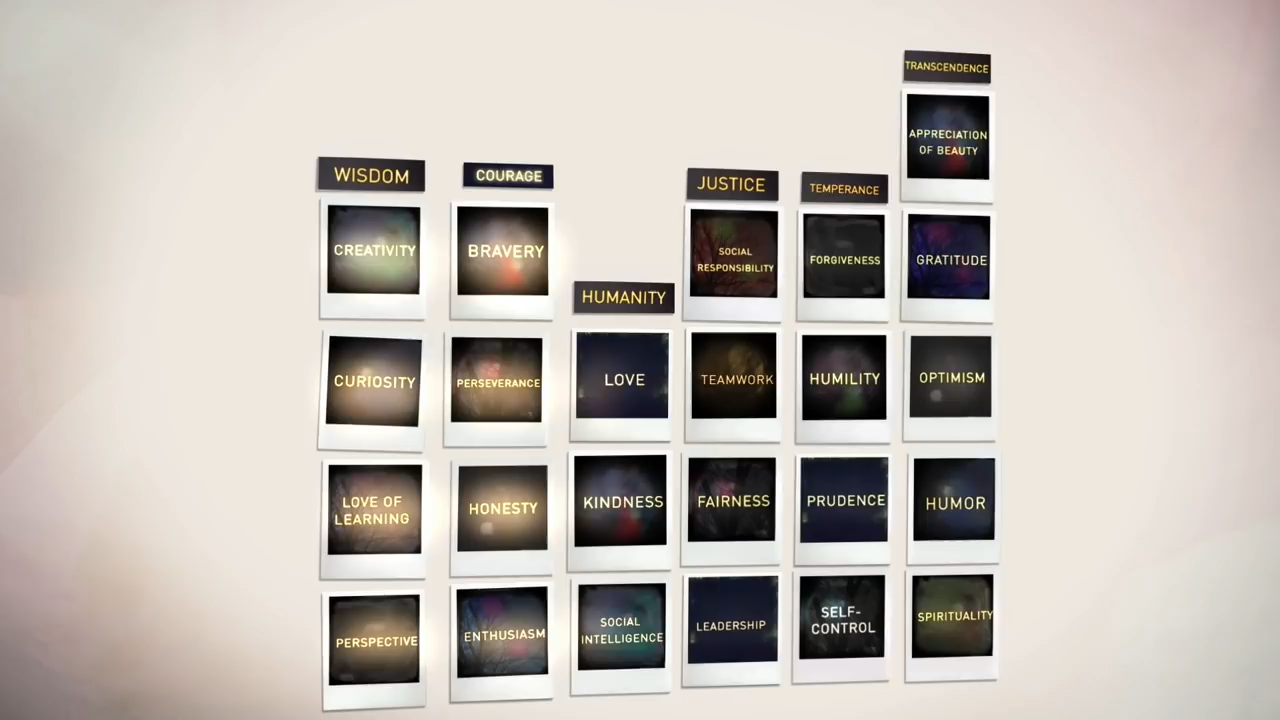 WISDOM
CREATIVITY
CURIOSITY
LOVE OF
LEARNING
PERSPECTIVE
COURAGE
BRAVERY
PERSEVERANCE
HONESTY
ENTHUSIASM
HUMANITY
LOVE
KINDNESS
SOCIAL
INTELLIGENCE
JUSTICE
SOCIAL
RESPONSIBILITY
TEAMWORK
FAIRNESS
LEADERSHIP
TEMPERANCE
FORGIVENESS
HUMILITY
PRUDENCE
SELF-
CONTROL
TRANSCENDENCE
APPRECIATION
OF BEAUTY
GRATITUDE
OPTIMISM
HUMOR
SPIRITUALITY